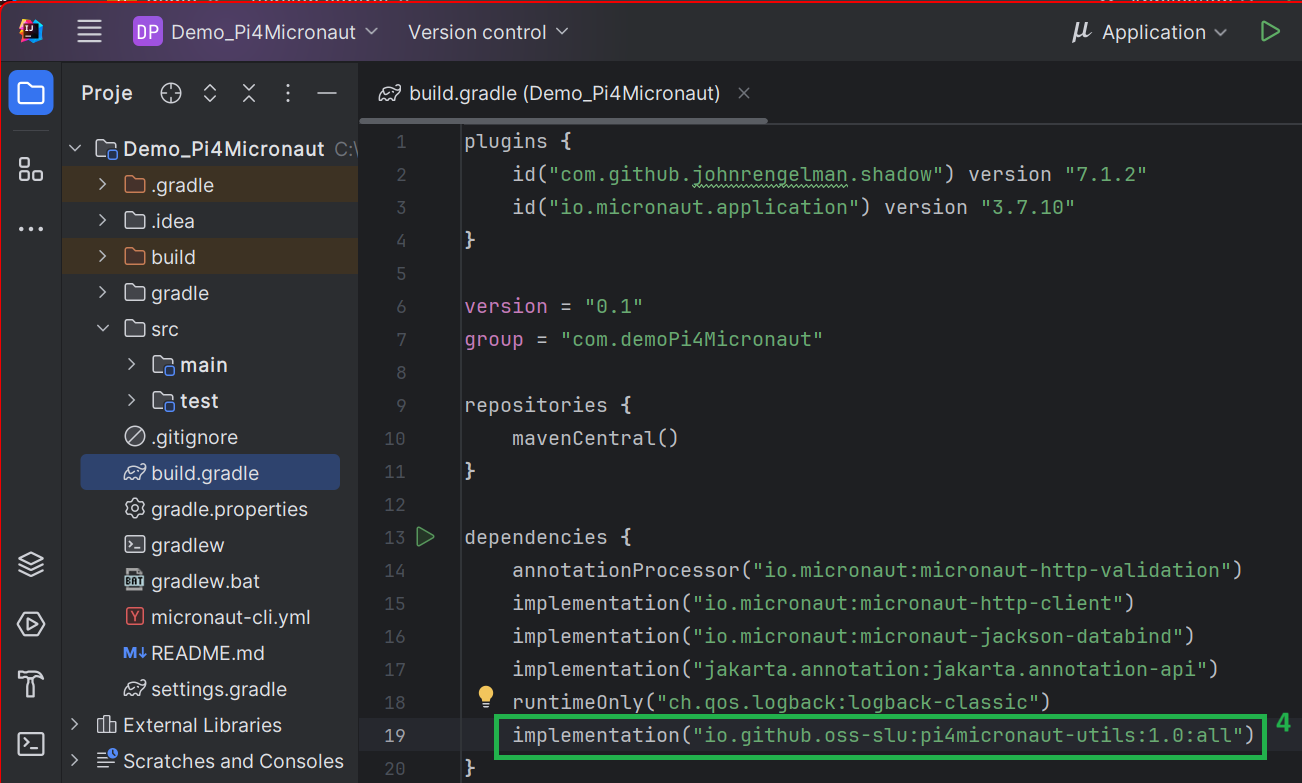 DP Demo_Pi4Micronaut Version control Application
Proje
build.gradle (Demo_Pi4Micronaut)
Demo_Pi4Micronaut C:\
.gradle
.idea
build
gradle
src
main
test
.gitignore
build.gradle
gradle.properties
gradlew
gradlew.bat
micronaut-cli.yml
README.md
settings.gradle
External Libraries
Scratches and Consoles
1 plugins {
2 id("com.github.johnrengelman.shadow") version "7.1.2"
3 id("io.micronaut.application") version "3.7.10"
4 }
5
6 version = "0.1"
7 group = "com.demoPi4Micronaut"
8
9 repositories {
10 mavenCentral()
11 }
12
13 dependencies {
14 annotationProcessor("io.micronaut:micronaut-http-validation")
15 implementation("io.micronaut:micronaut-http-client")
16 implementation("io.micronaut:micronaut-jackson-databind")
17 implementation("jakarta.annotation:jakarta.annotation-api")
18 runtimeOnly("ch.qos.logback:logback-classic")
19 implementation("io.github.oss-slu:pi4micronaut-utils:1.0:all") 4
20 }